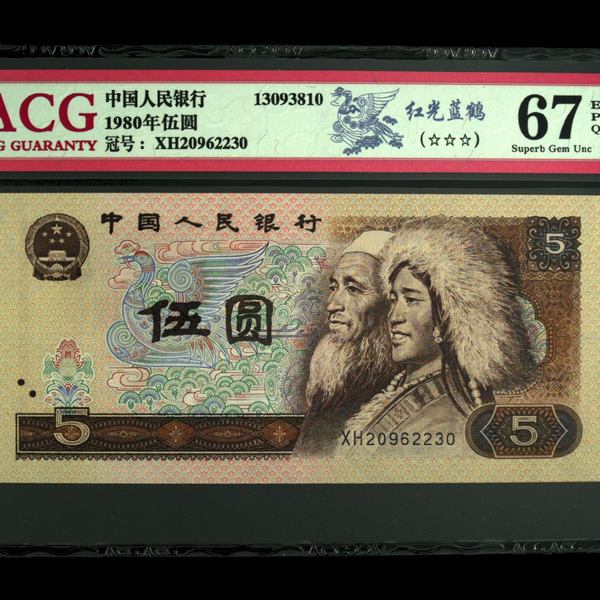 ACG
NG GUARANTY
中国人民银行
1980年伍圆
冠号：XH20962230
13093810
红光蓝鹤
(☆☆☆)
67
E
P
Q
Superb Gem Unc
中国人民银行
5
伍圆
XH20962230
5
5